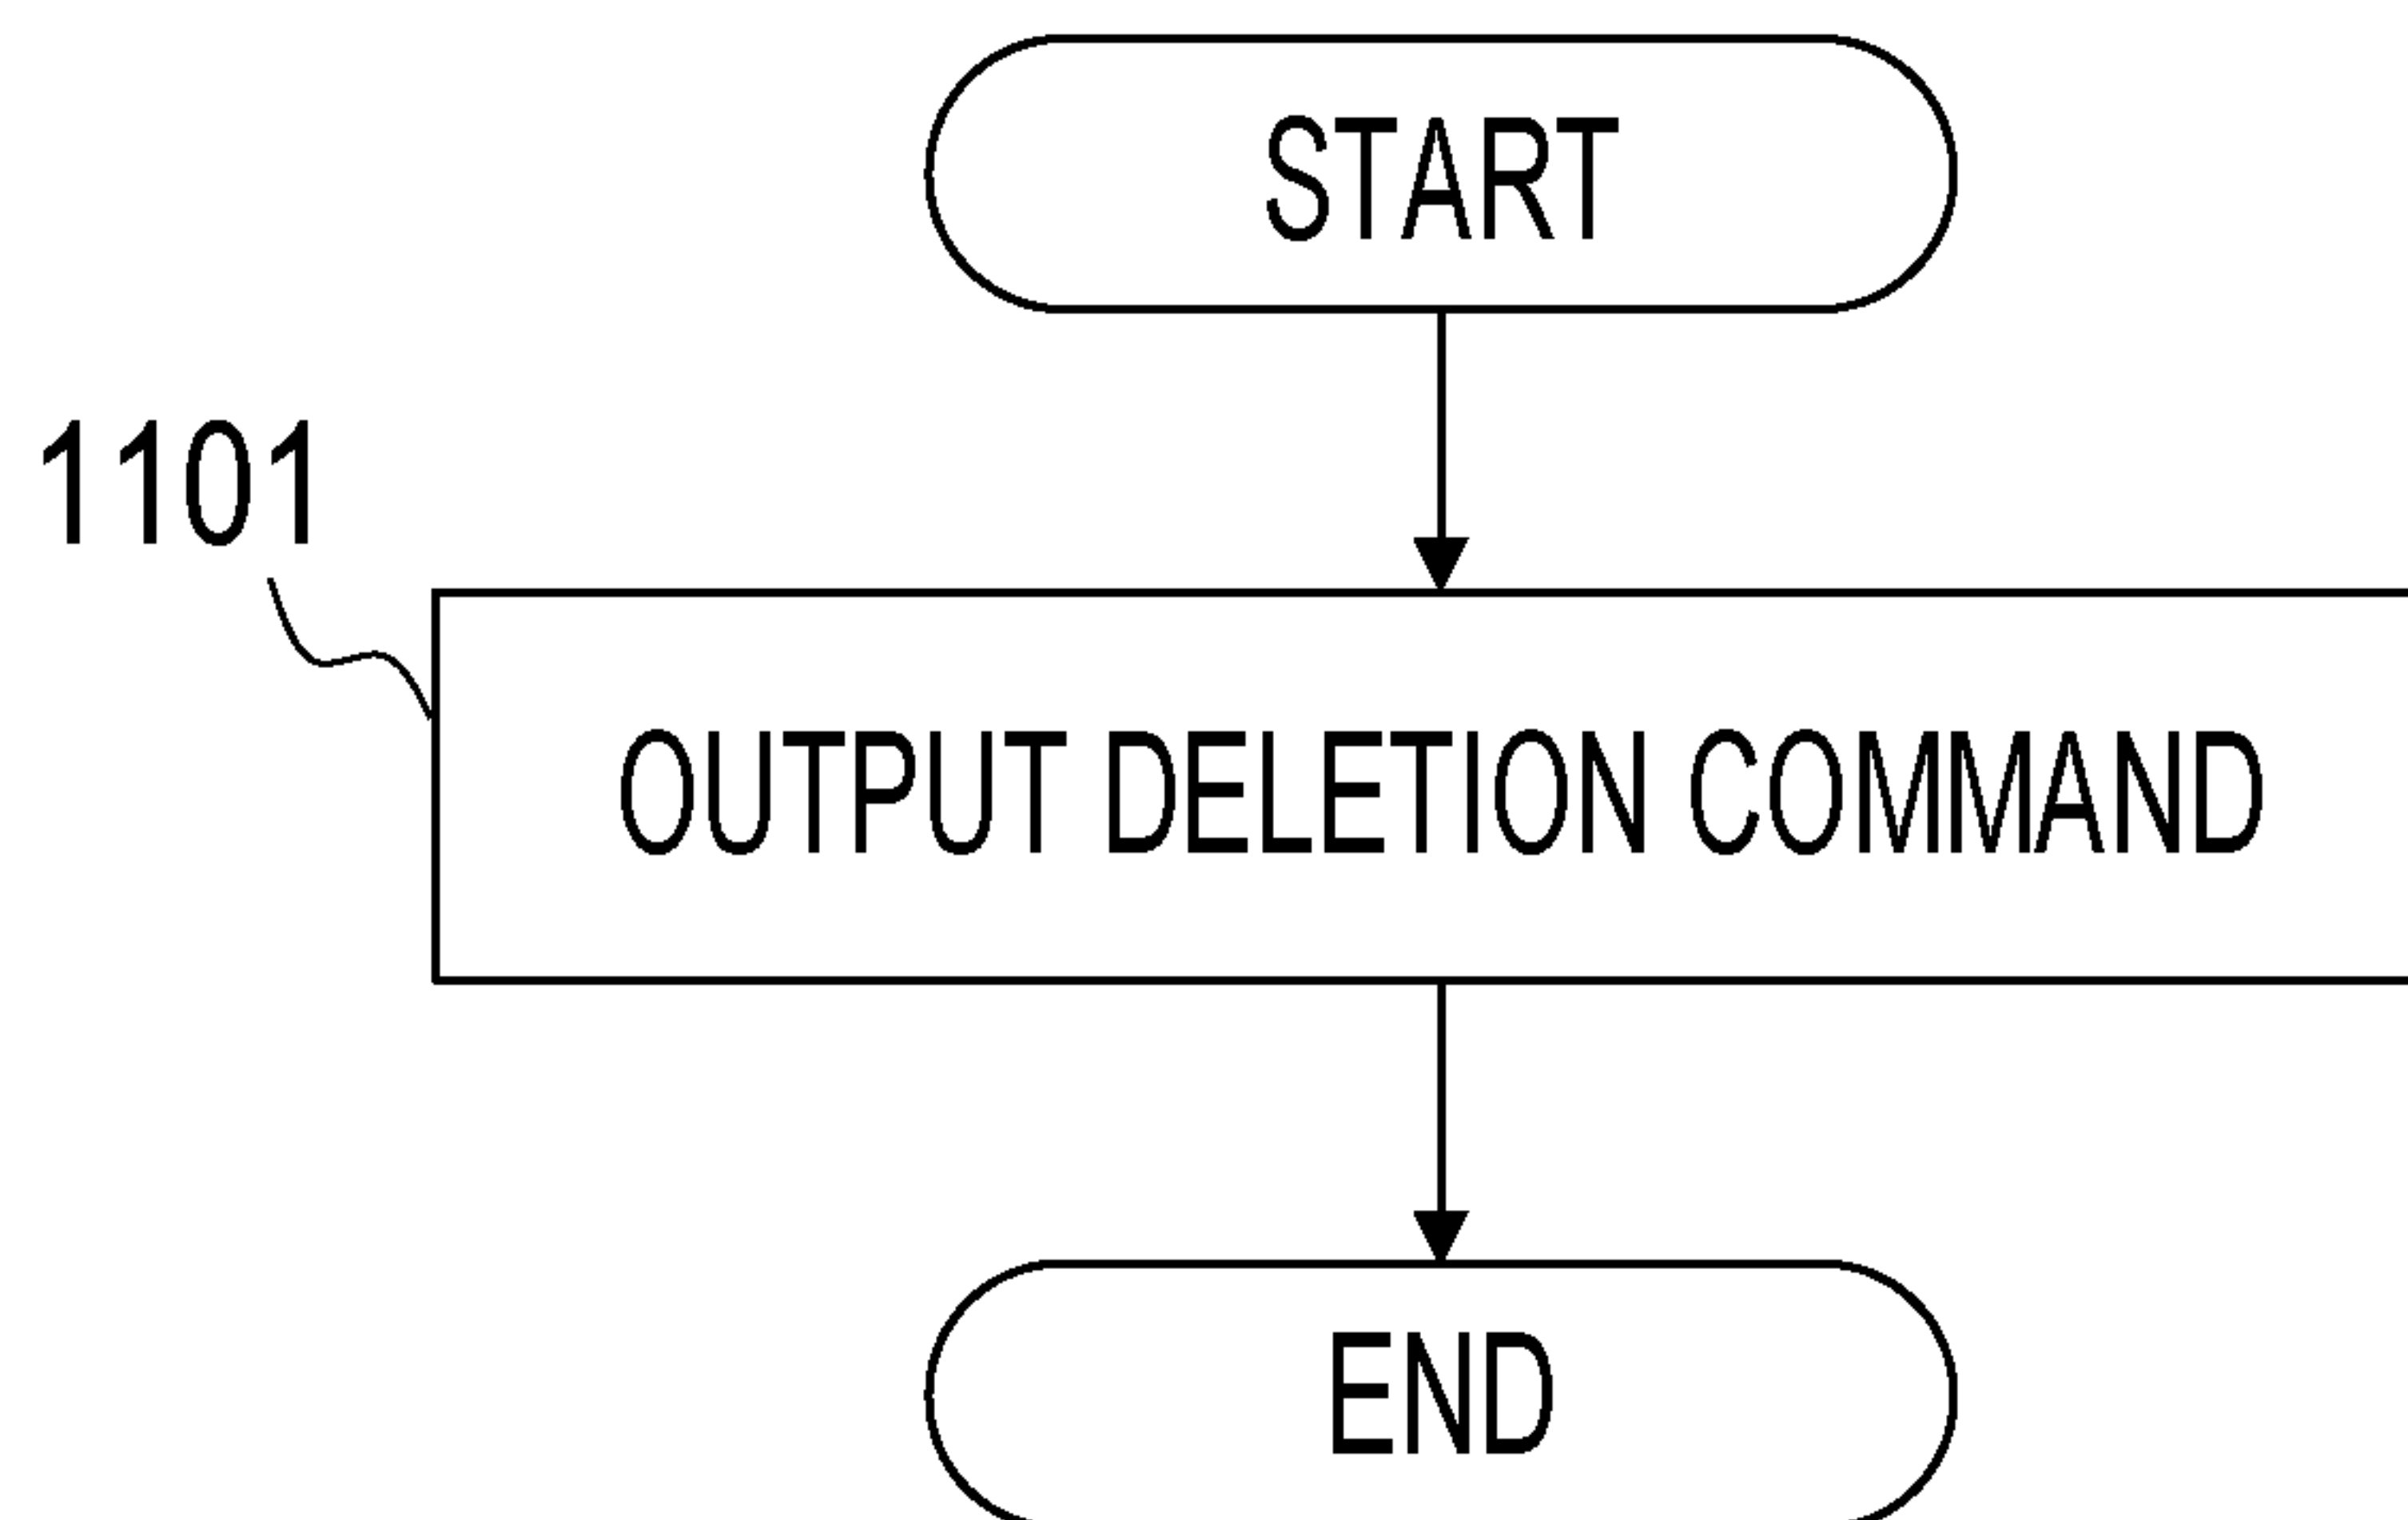 START
1101
OUTPUT DELETION COMMAND
END